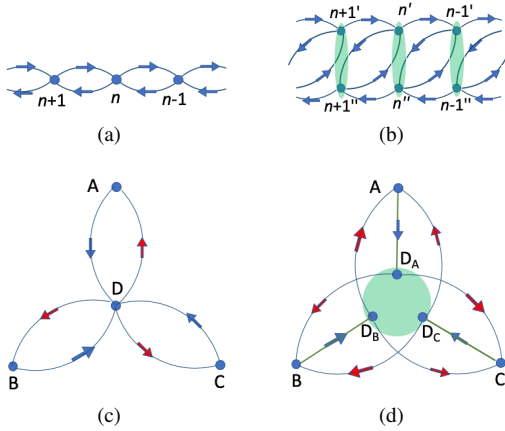 n+1 n n-1
(a)
n+1' n' n-1'
n+1" n" n-1"
(b)
A
D
B C
(c)
A
D_A
D_B D_C
B C
(d)